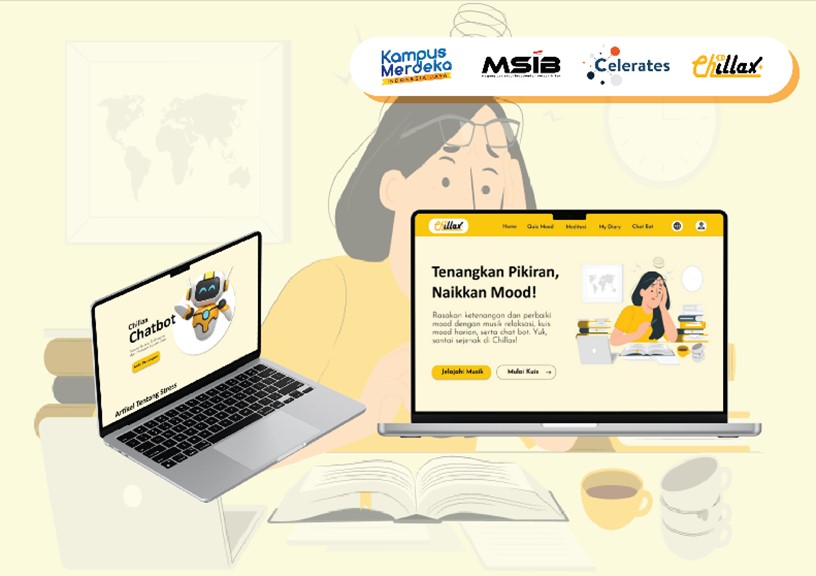 Kampus
Merdeka
INDONESIA JAYA
MSIB
Celerates
Chillax
Chillax
Home Quiz Mood Meditasi My Diary Chat Bot
Tenangkan Pikiran,
Naikkan Mood!
Rasakan ketenangan dan perbaiki
mood dengan musik relaksasi, kuis
mood harian, serta chat bot. Yuk,
santai sejenak di Chillax!
Jelajahi Musik
Mulai Kuis →
Chillax
Chatbot
Artikel Tentang Stress